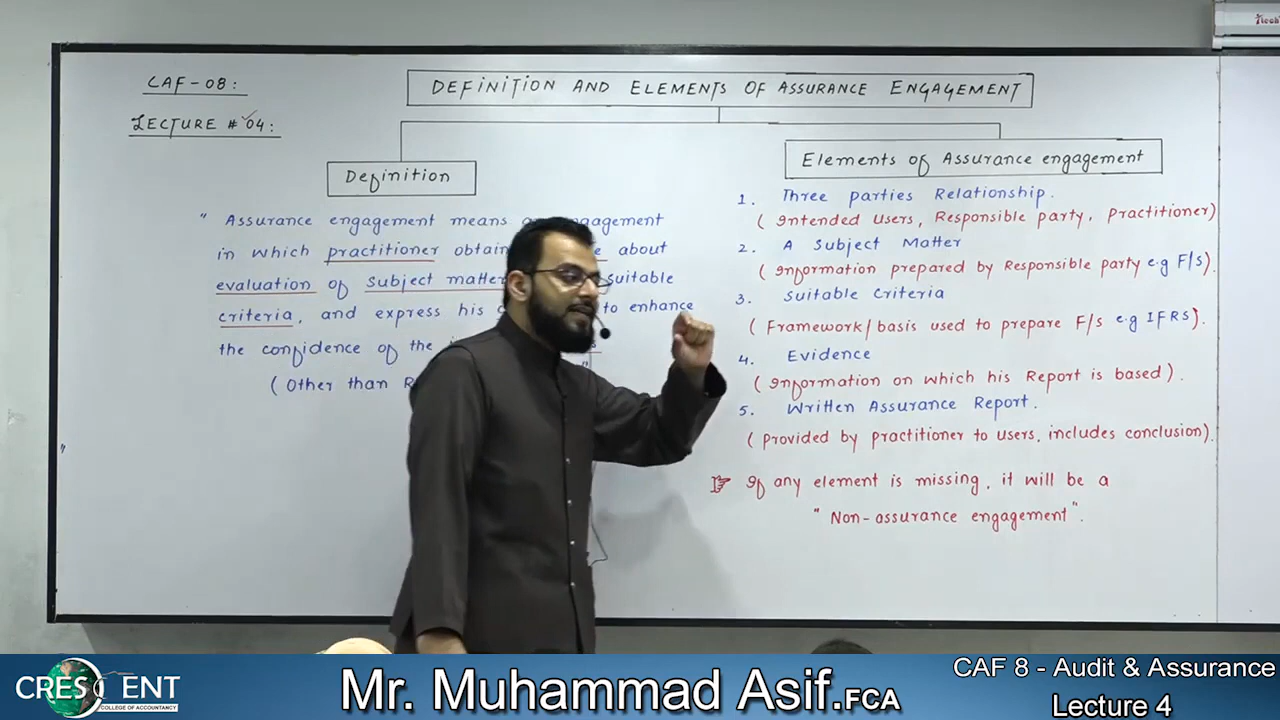 CAF-08:
LECTURE # 04:
DEFINITION AND ELEMENTS OF ASSURANCE ENGAGEMENT
Definition
" Assurance engagement means engagement
in which practitioner obtain about
evaluation of subject matter suitable
criteria, and express his to enhance
the confidence of the
(Other than
"
Elements of Assurance engagement
1. Three parties Relationship.
(Intended Users, Responsible party, practitioner)
2. A Subject Matter
(Information prepared by Responsible party e.g F/s).
3. Suitable Criteria
(Framework/basis used to prepare F/s e.g IFRS).
4. Evidence
(Information on which his Report is based).
5. Written Assurance Report.
(provided by practitioner to users, includes conclusion).
If any element is missing, it will be a
"Non-assurance engagement".
CRESCENT
COLLEGE OF ACCOUNTANCY
Mr. Muhammad Asif.FCA
CAF 8 - Audit & Assurance
Lecture 4